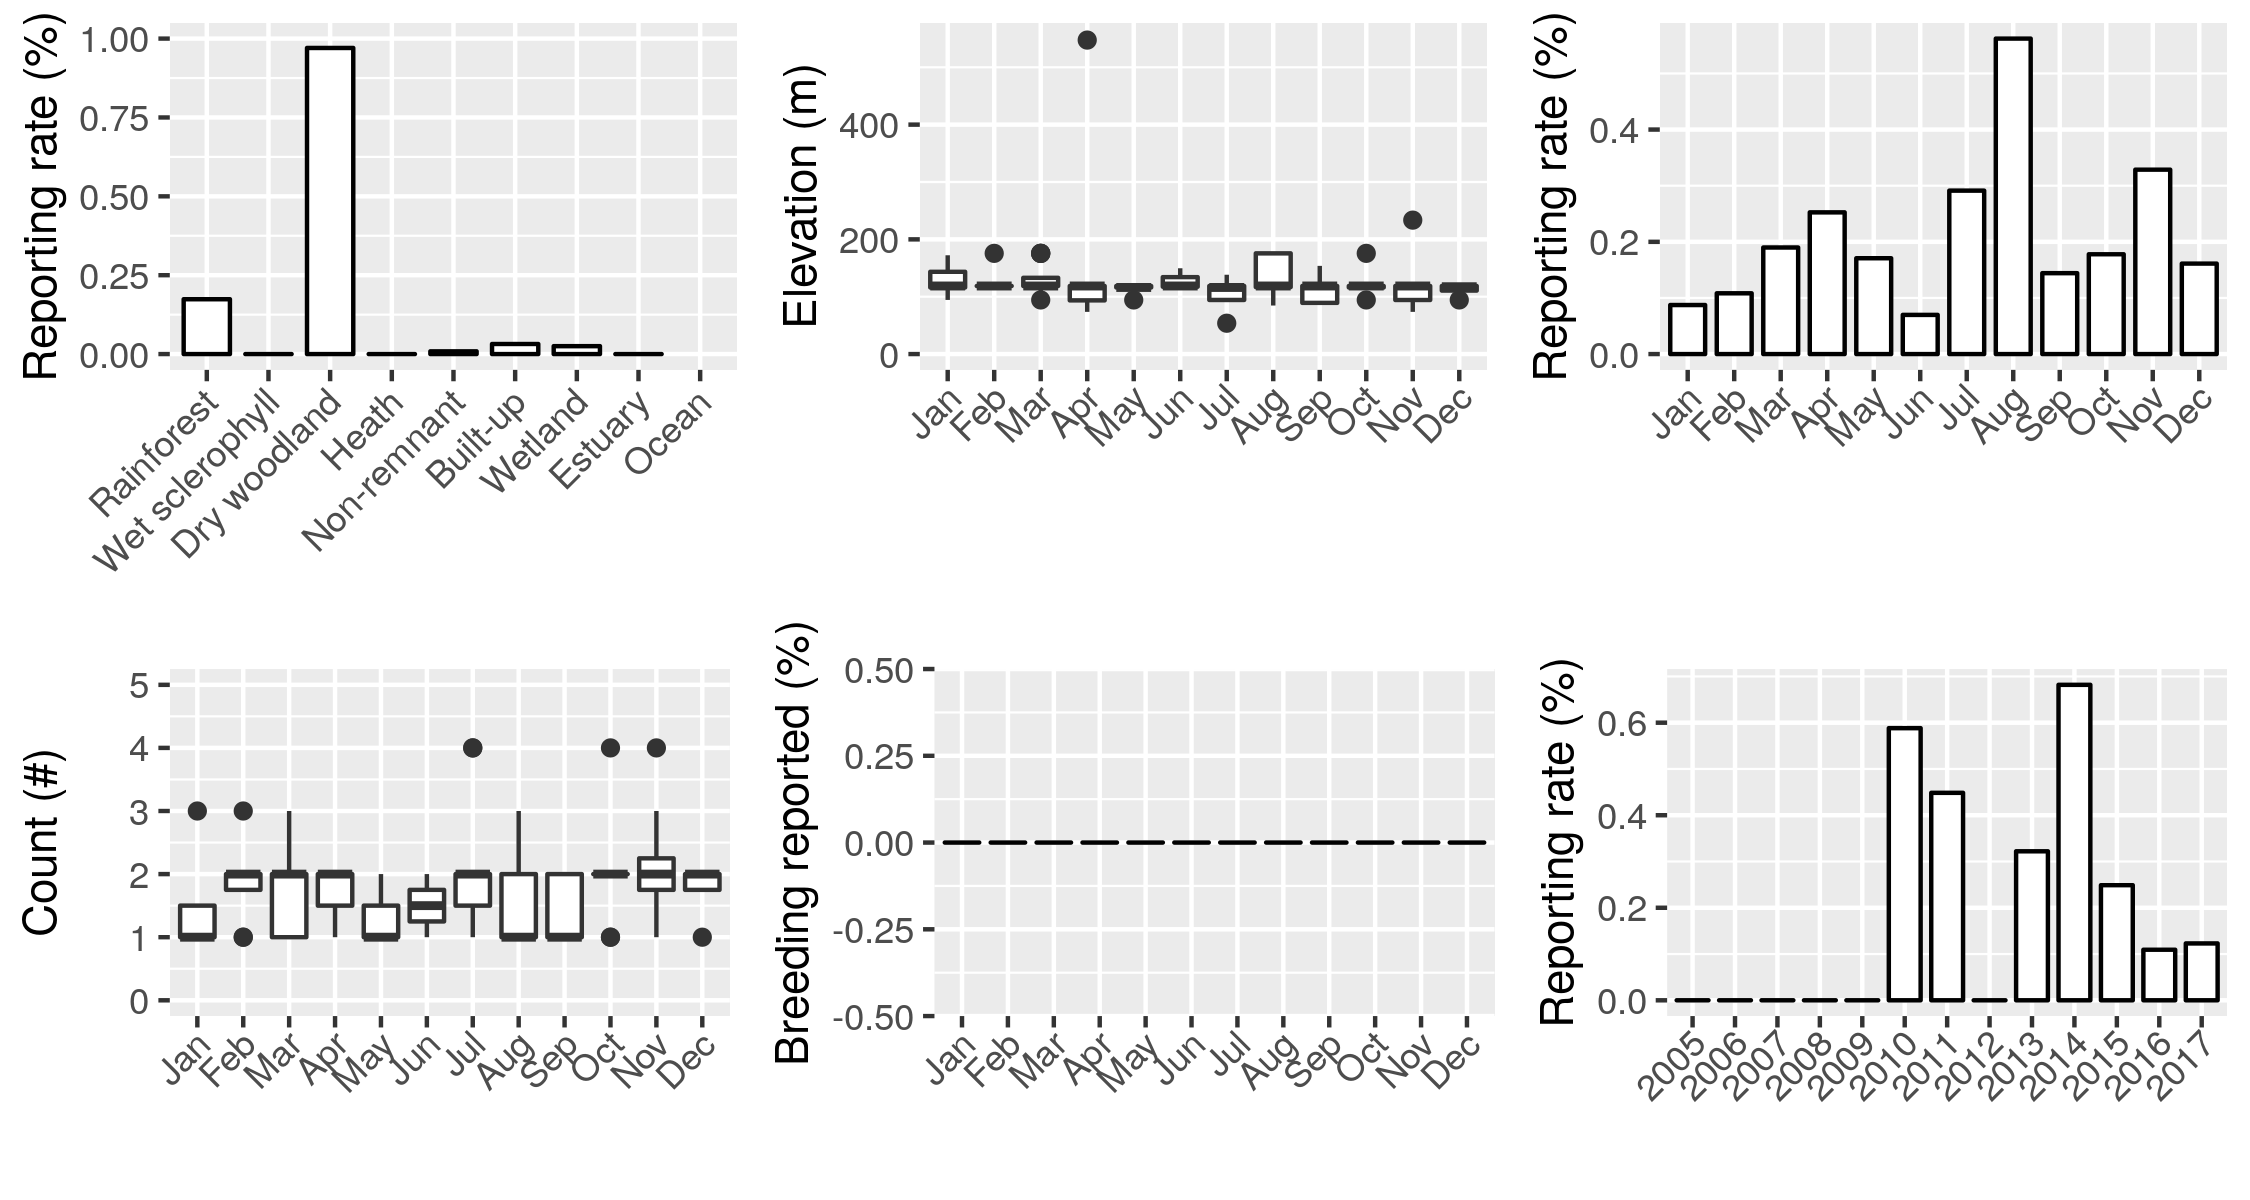 Reporting rate (%)
1.00
0.75
0.50
0.25
0.00
Rainforest
Wet sclerophyll
Dry woodland
Heath
Non-remnant
Built-up
Wetland
Estuary
Ocean
Elevation (m)
400
200
0
Jan
Feb
Mar
Apr
May
Jun
Jul
Aug
Sep
Oct
Nov
Dec
Reporting rate (%)
0.4
0.2
0.0
Jan
Feb
Mar
Apr
May
Jun
Jul
Aug
Sep
Oct
Nov
Dec
Count (#)
5
4
3
2
1
0
Jan
Feb
Mar
Apr
May
Jun
Jul
Aug
Sep
Oct
Nov
Dec
Breeding reported (%)
0.50
0.25
0.00
-0.25
-0.50
Jan
Feb
Mar
Apr
May
Jun
Jul
Aug
Sep
Oct
Nov
Dec
Reporting rate (%)
0.6
0.4
0.2
0.0
2005
2006
2007
2008
2009
2010
2011
2012
2013
2014
2015
2016
2017